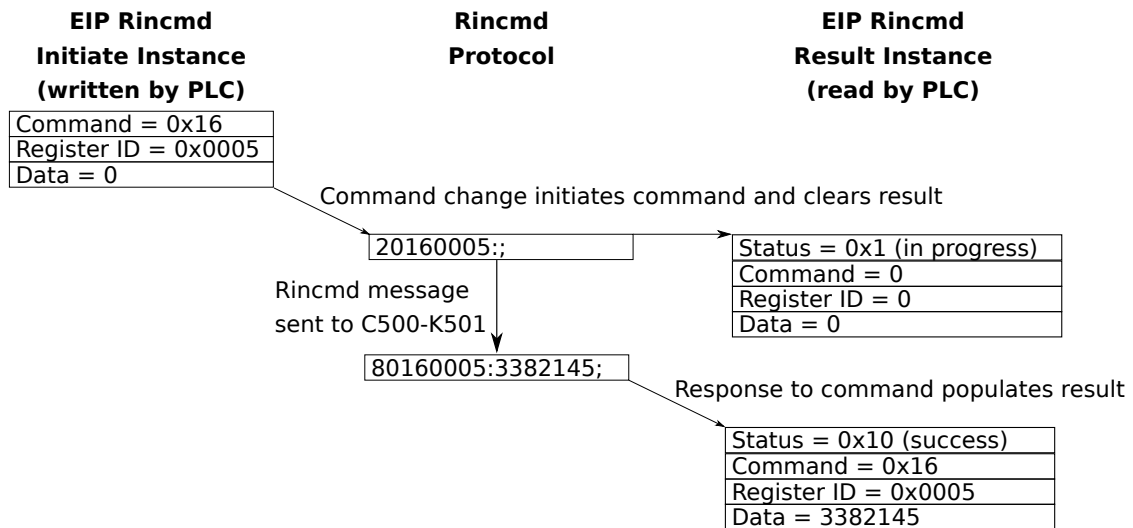 EIP Rincmd
Initiate Instance
(written by PLC)
Rincmd
Protocol
EIP Rincmd
Result Instance
(read by PLC)
Command = 0x16
Register ID = 0x0005
Data = 0
Command change initiates command and clears result
20160005:;
Status = 0x1 (in progress)
Command = 0
Register ID = 0
Data = 0
Rincmd message
sent to C500-K501
80160005:3382145;
Response to command populates result
Status = 0x10 (success)
Command = 0x16
Register ID = 0x0005
Data = 3382145